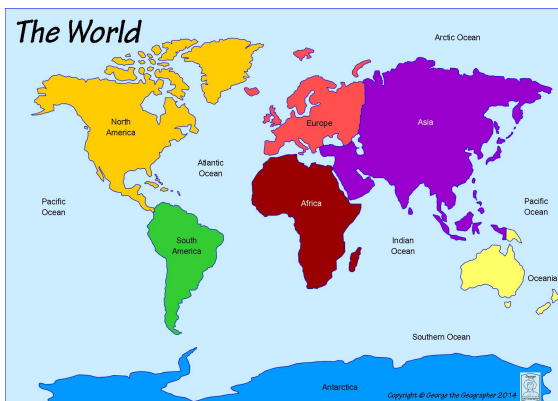 The World
Arctic Ocean
North
America
Europe
Asia
Atlantic
Ocean
Pacific
Ocean
Africa
Pacific
Ocean
South
America
Indian
Ocean
Oceania
Southern Ocean
Antarctica
Copyright © George the Geographer 2014